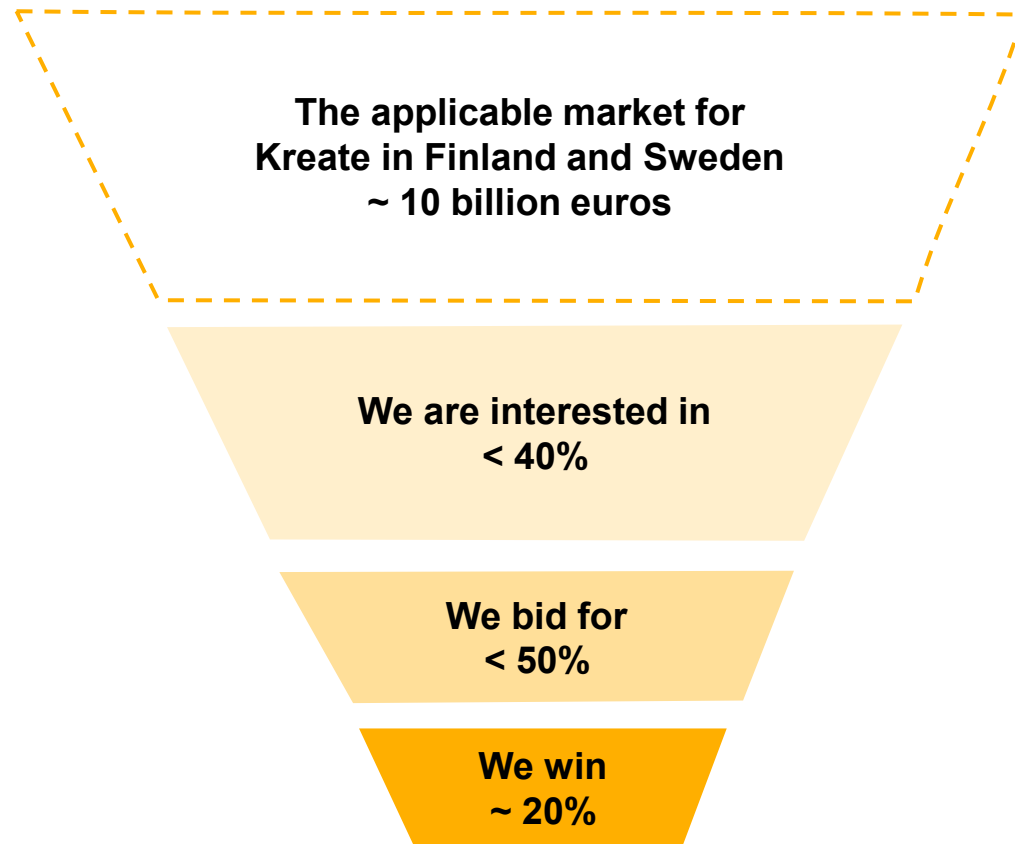 The applicable market for
Kreate in Finland and Sweden
~ 10 billion euros
We are interested in
< 40%
We bid for
< 50%
We win
~ 20%